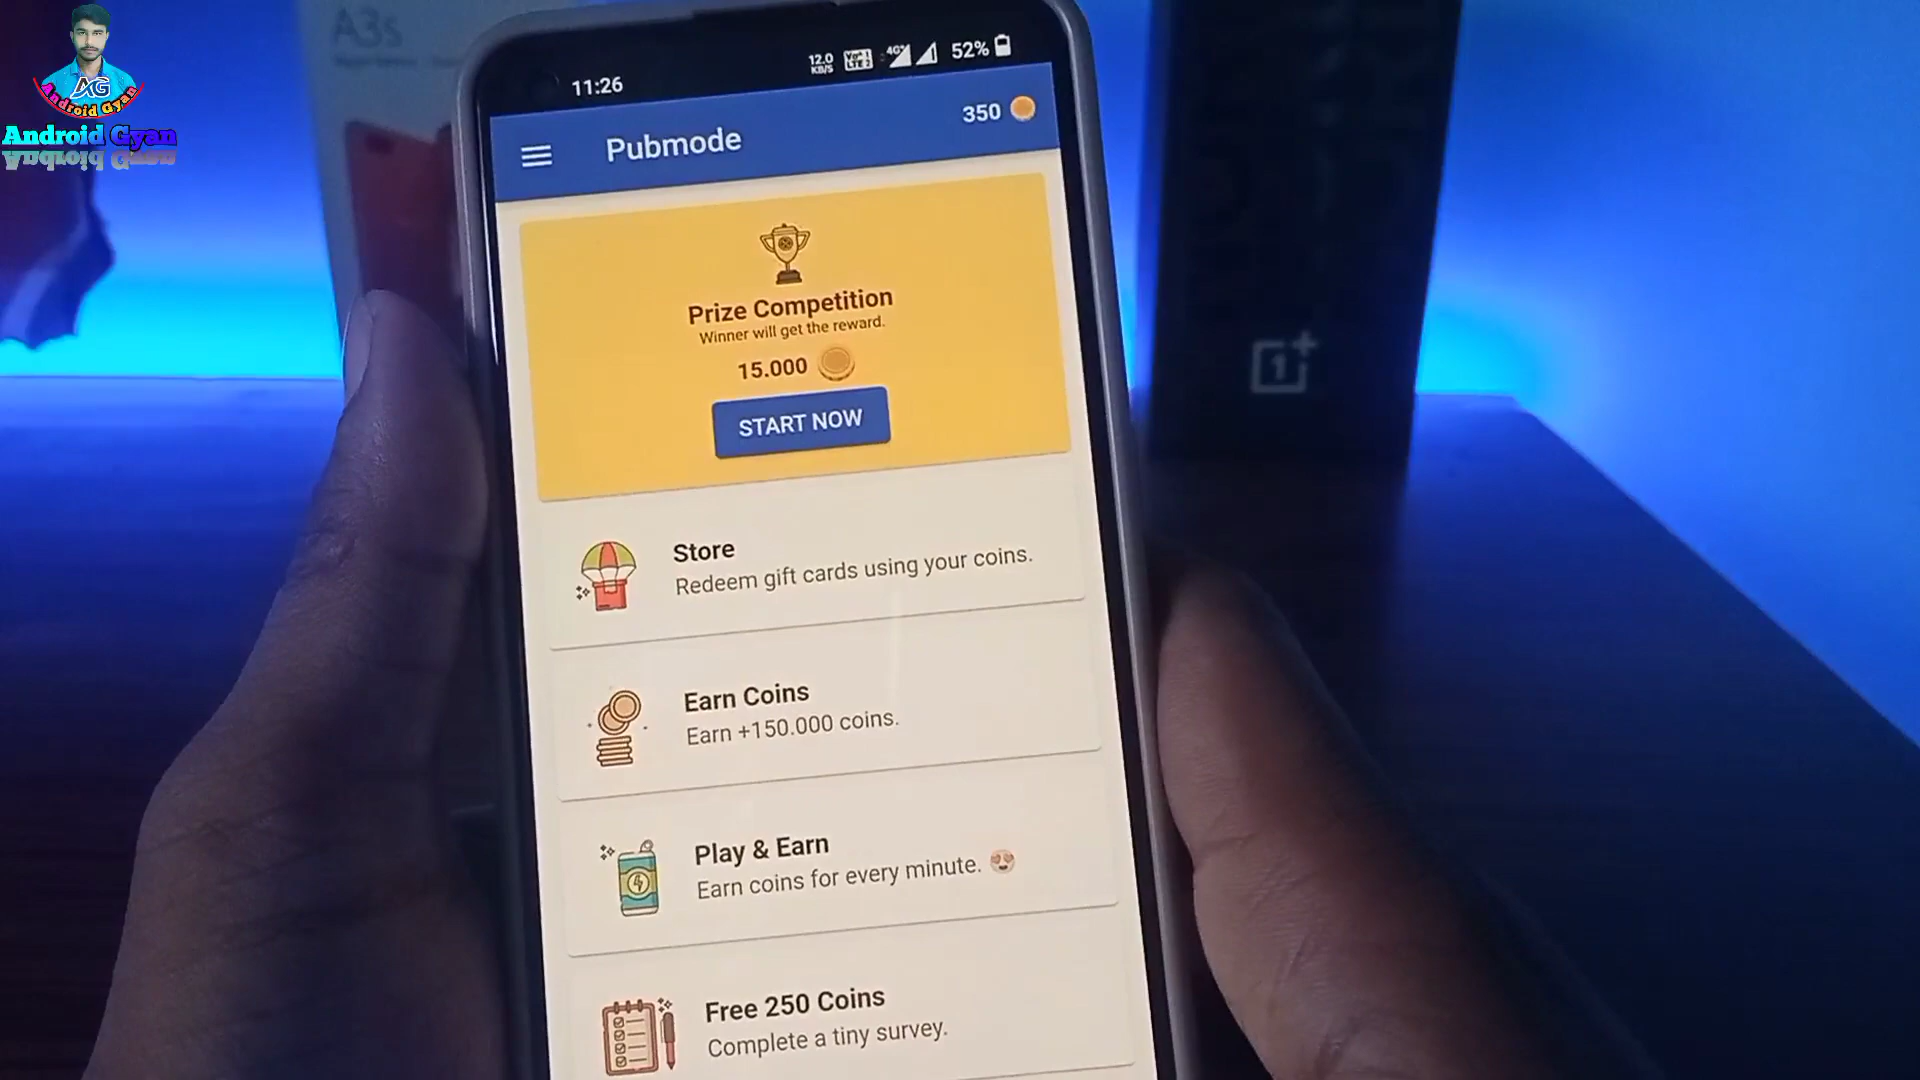 A3s
AG
Android Gyan
Android Gyan
11:26
12.0
KB/S
4G+
52%
Pubmode
350
Prize Competition
Winner will get the reward.
15.000
START NOW
Store
Redeem gift cards using your coins.
Earn Coins
Earn +150.000 coins.
Play & Earn
Earn coins for every minute. 😍
Free 250 Coins
Complete a tiny survey.